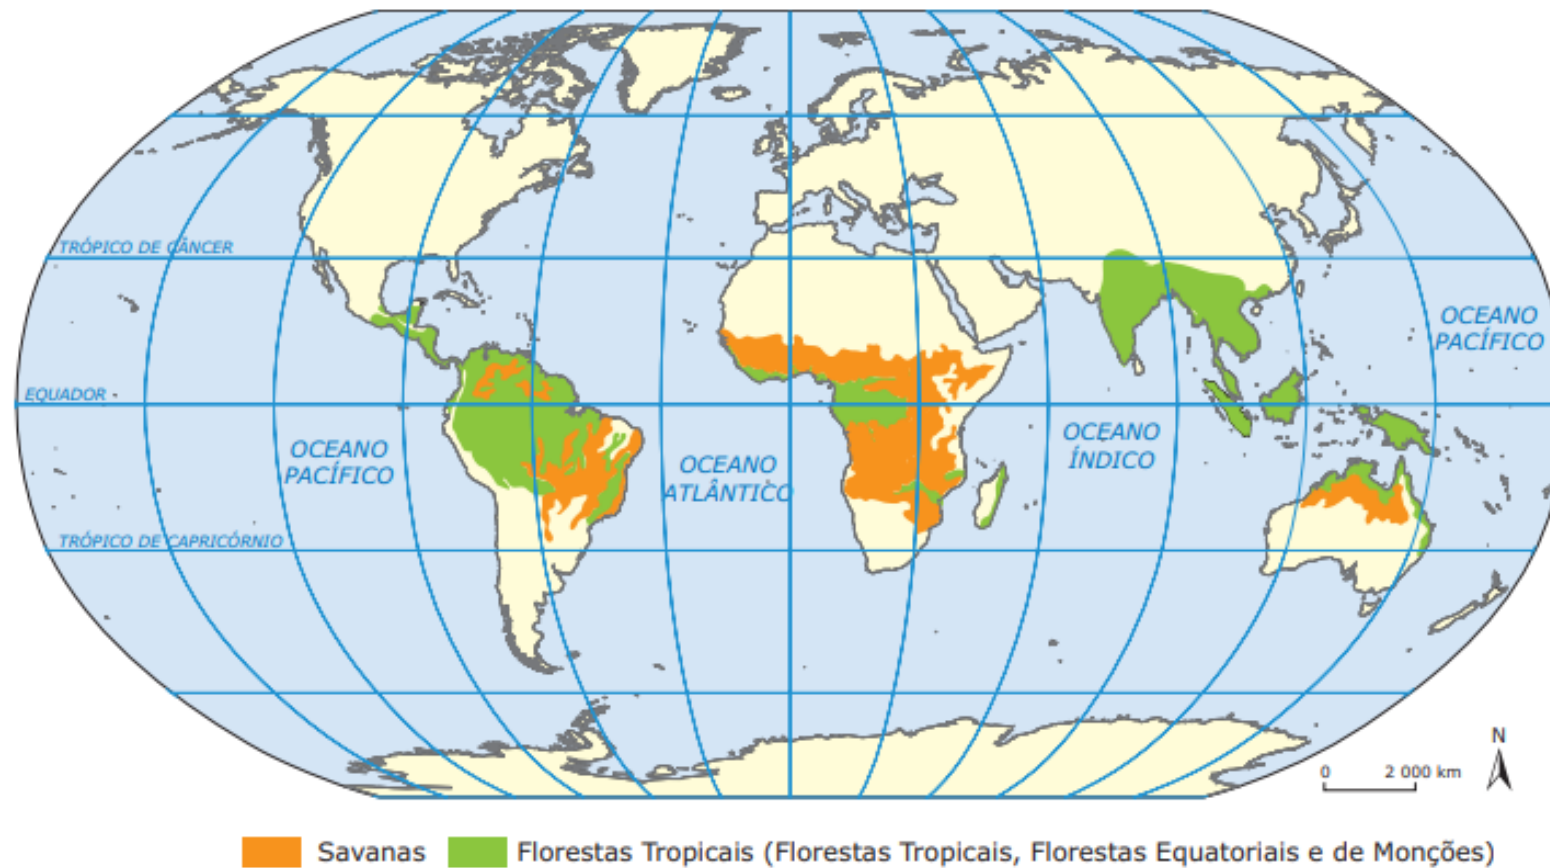 TRÓPICO DE CÂNCER
OCEANO
PACÍFICO
EQUADOR
OCEANO
PACÍFICO
OCEANO
ATLÂNTICO
OCEANO
ÍNDICO
TRÓPICO DE CAPRICÓRNIO
N
0 2 000 km
Savanas Florestas Tropicais (Florestas Tropicais, Florestas Equatoriais e de Monções)